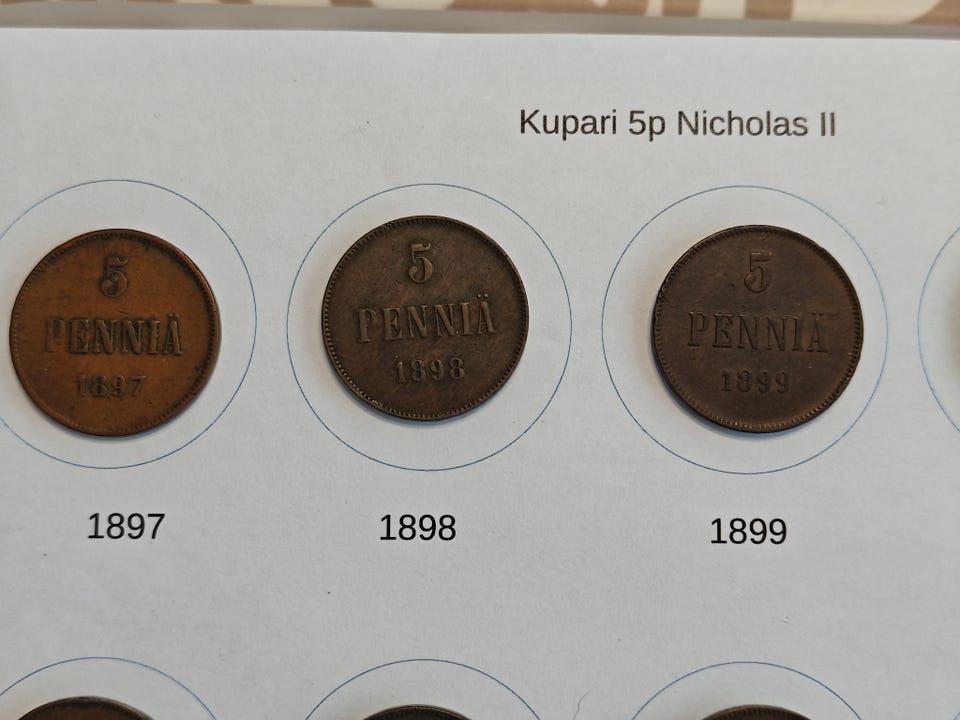 Kupari 5p Nicholas II
5
PENNIÄ
1897
5
PENNIÄ
1898
5
PENNIÄ
1899
1897
1898
1899